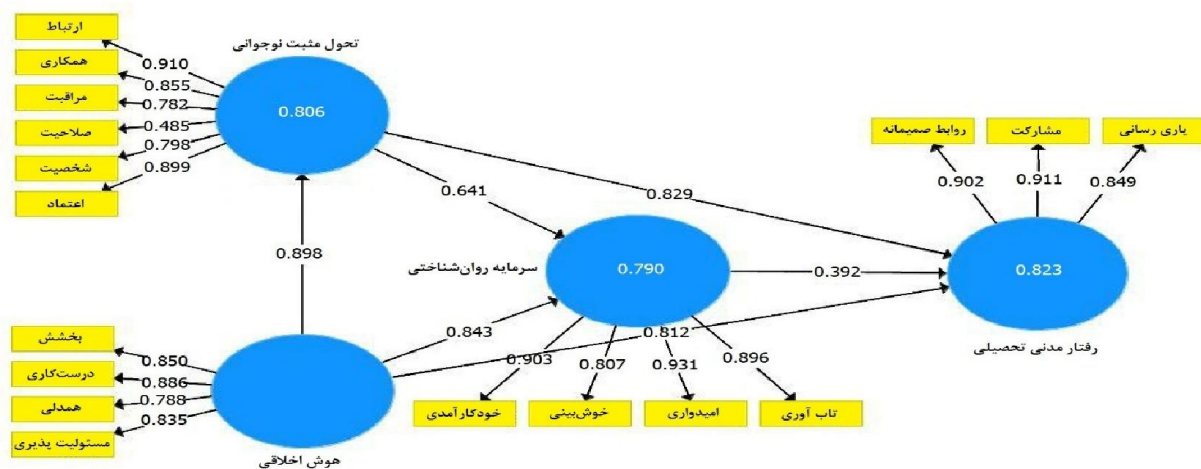 تحول مثبت نوجوانی
ارتباط
0.910
همکاری
0.855
مراقبت
0.782
صلاحیت
0.485
شخصیت
0.798
اعتماد
0.899
0.806
روابط صمیمانه
مشارکت
یاری رسانی
0.902
0.911
0.849
0.641
0.829
0.898
سرمایه روان‌شناختی
0.790
0.392
0.823
رفتار مدنی تحصیلی
0.843
0.812
بخشش
0.850
درست‌کاری
0.886
همدلی
0.788
مسئولیت پذیری
0.835
هوش اخلاقی
0.903
0.807
0.931
0.896
خودکارآمدی
خوش‌بینی
امیدواری
تاب آوری